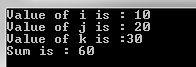 Value of i is : 10
Value of j is : 20
Value of k is :30
Sum is : 60